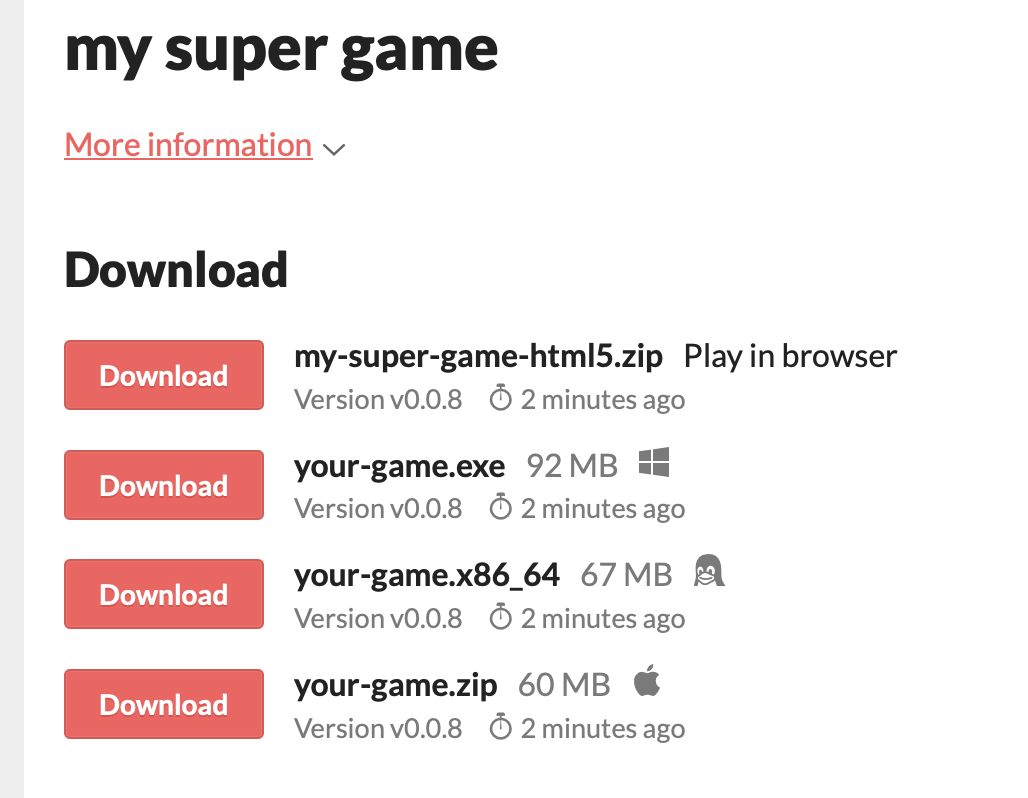 my super game
More information
Download
Download
my-super-game-html5.zip Play in browser
Version v0.0.8 2 minutes ago
Download
your-game.exe 92 MB
Version v0.0.8 2 minutes ago
Download
your-game.x86_64 67 MB
Version v0.0.8 2 minutes ago
Download
your-game.zip 60 MB
Version v0.0.8 2 minutes ago